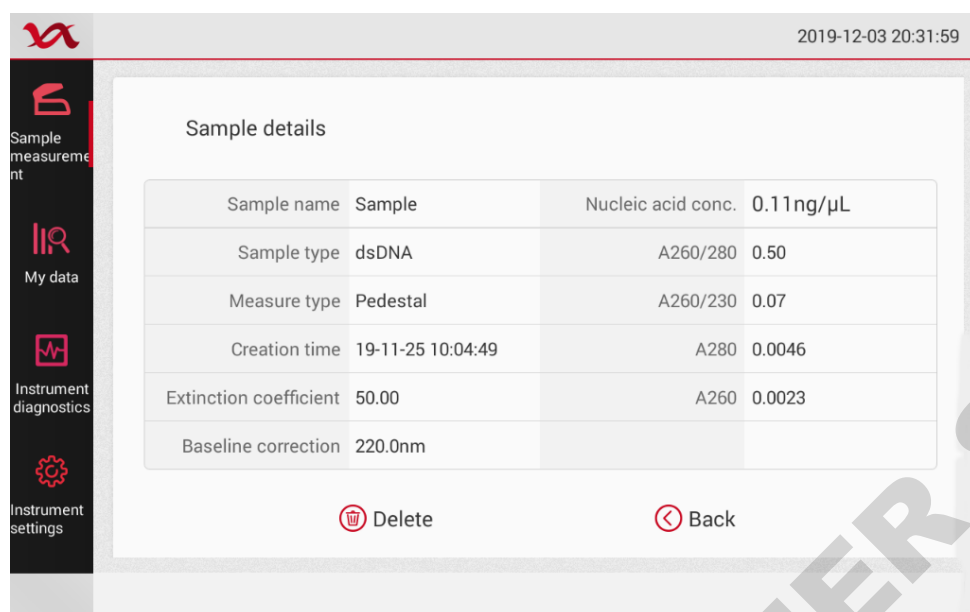 2019-12-03 20:31:59
Sample
measureme
nt
My data
Instrument
diagnostics
Instrument
settings
Sample details
Sample name Sample Nucleic acid conc. 0.11ng/µL
Sample type dsDNA A260/280 0.50
Measure type Pedestal A260/230 0.07
Creation time 19-11-25 10:04:49 A280 0.0046
Extinction coefficient 50.00 A260 0.0023
Baseline correction 220.0nm
Delete Back
ER